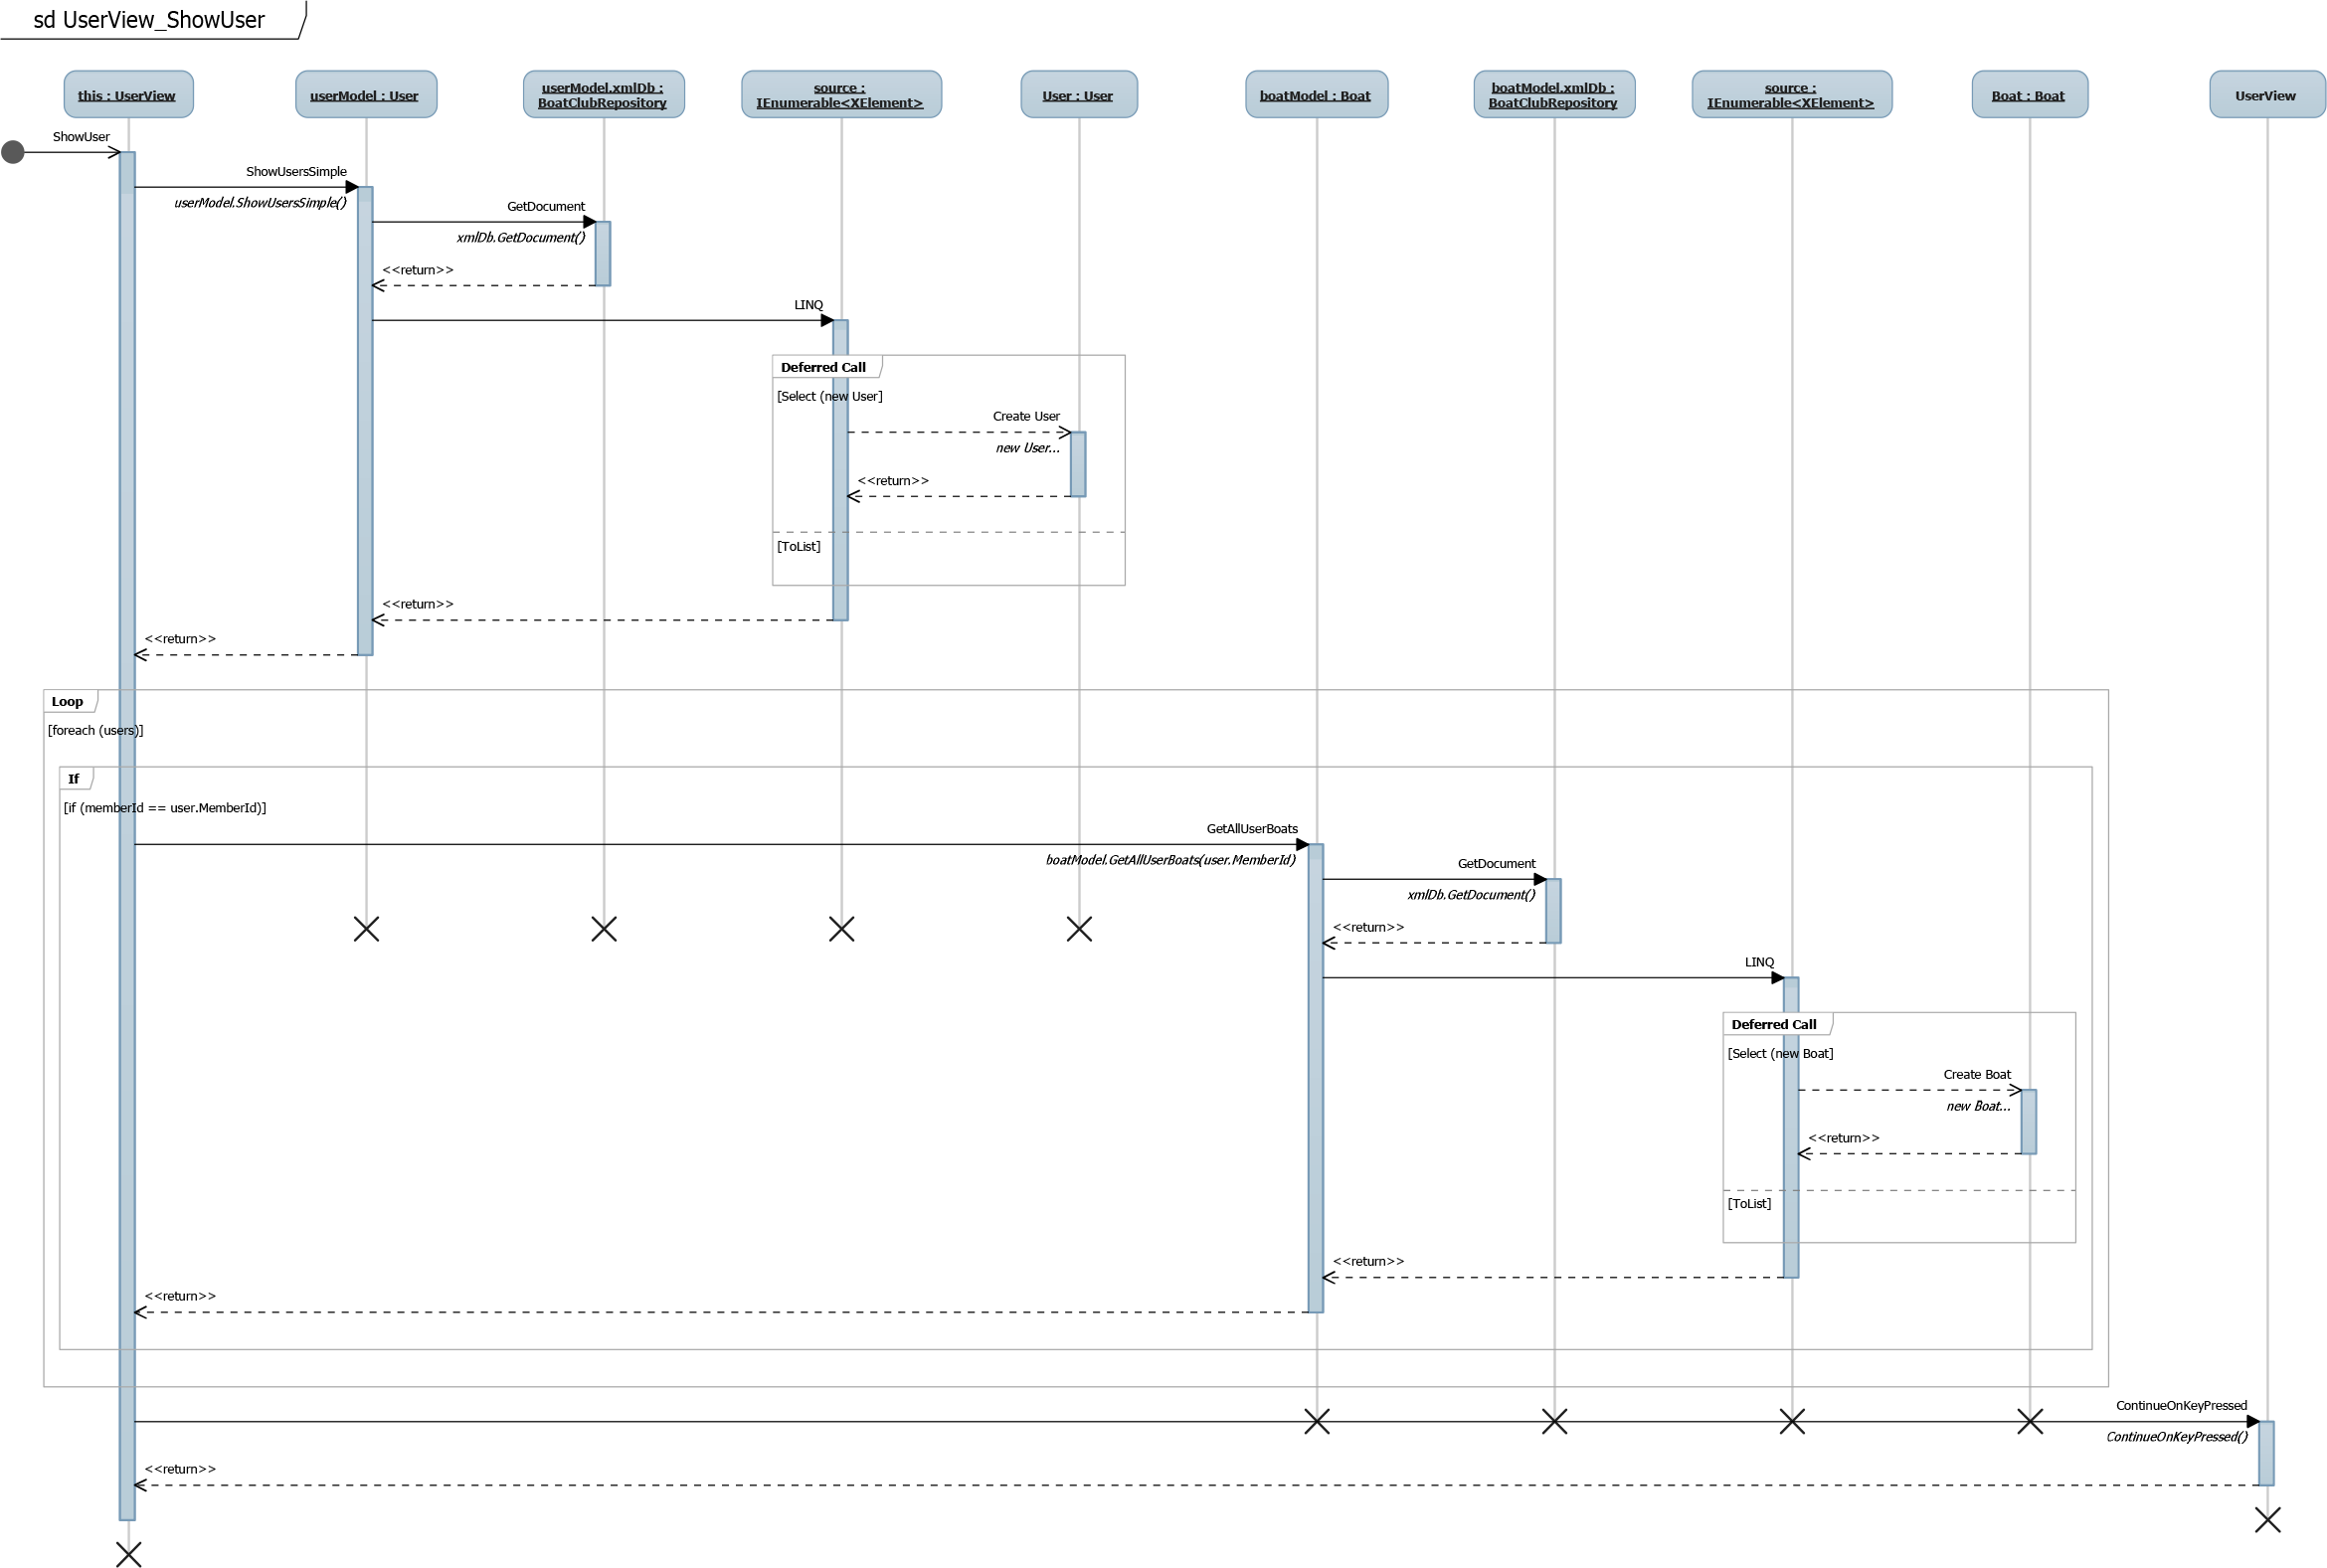 sd UserView_ShowUser
this : UserView
userModel : User
userModel.xmlDb :
BoatClubRepository
source :
IEnumerable<XElement>
User : User
boatModel : Boat
boatModel.xmlDb :
BoatClubRepository
source :
IEnumerable<XElement>
Boat : Boat
UserView
ShowUser
ShowUsersSimple
userModel.ShowUsersSimple()
GetDocument
xmlDb.GetDocument()
<<return>>
LINQ
Deferred Call
[Select (new User]
Create User
new User...
<<return>>
[ToList]
<<return>>
<<return>>
Loop
[foreach (users)]
If
[if (memberId == user.MemberId)]
GetAllUserBoats
boatModel.GetAllUserBoats(user.MemberId)
GetDocument
xmlDb.GetDocument()
<<return>>
LINQ
Deferred Call
[Select (new Boat]
Create Boat
new Boat...
<<return>>
[ToList]
<<return>>
<<return>>
ContinueOnKeyPressed
ContinueOnKeyPressed()
<<return>>